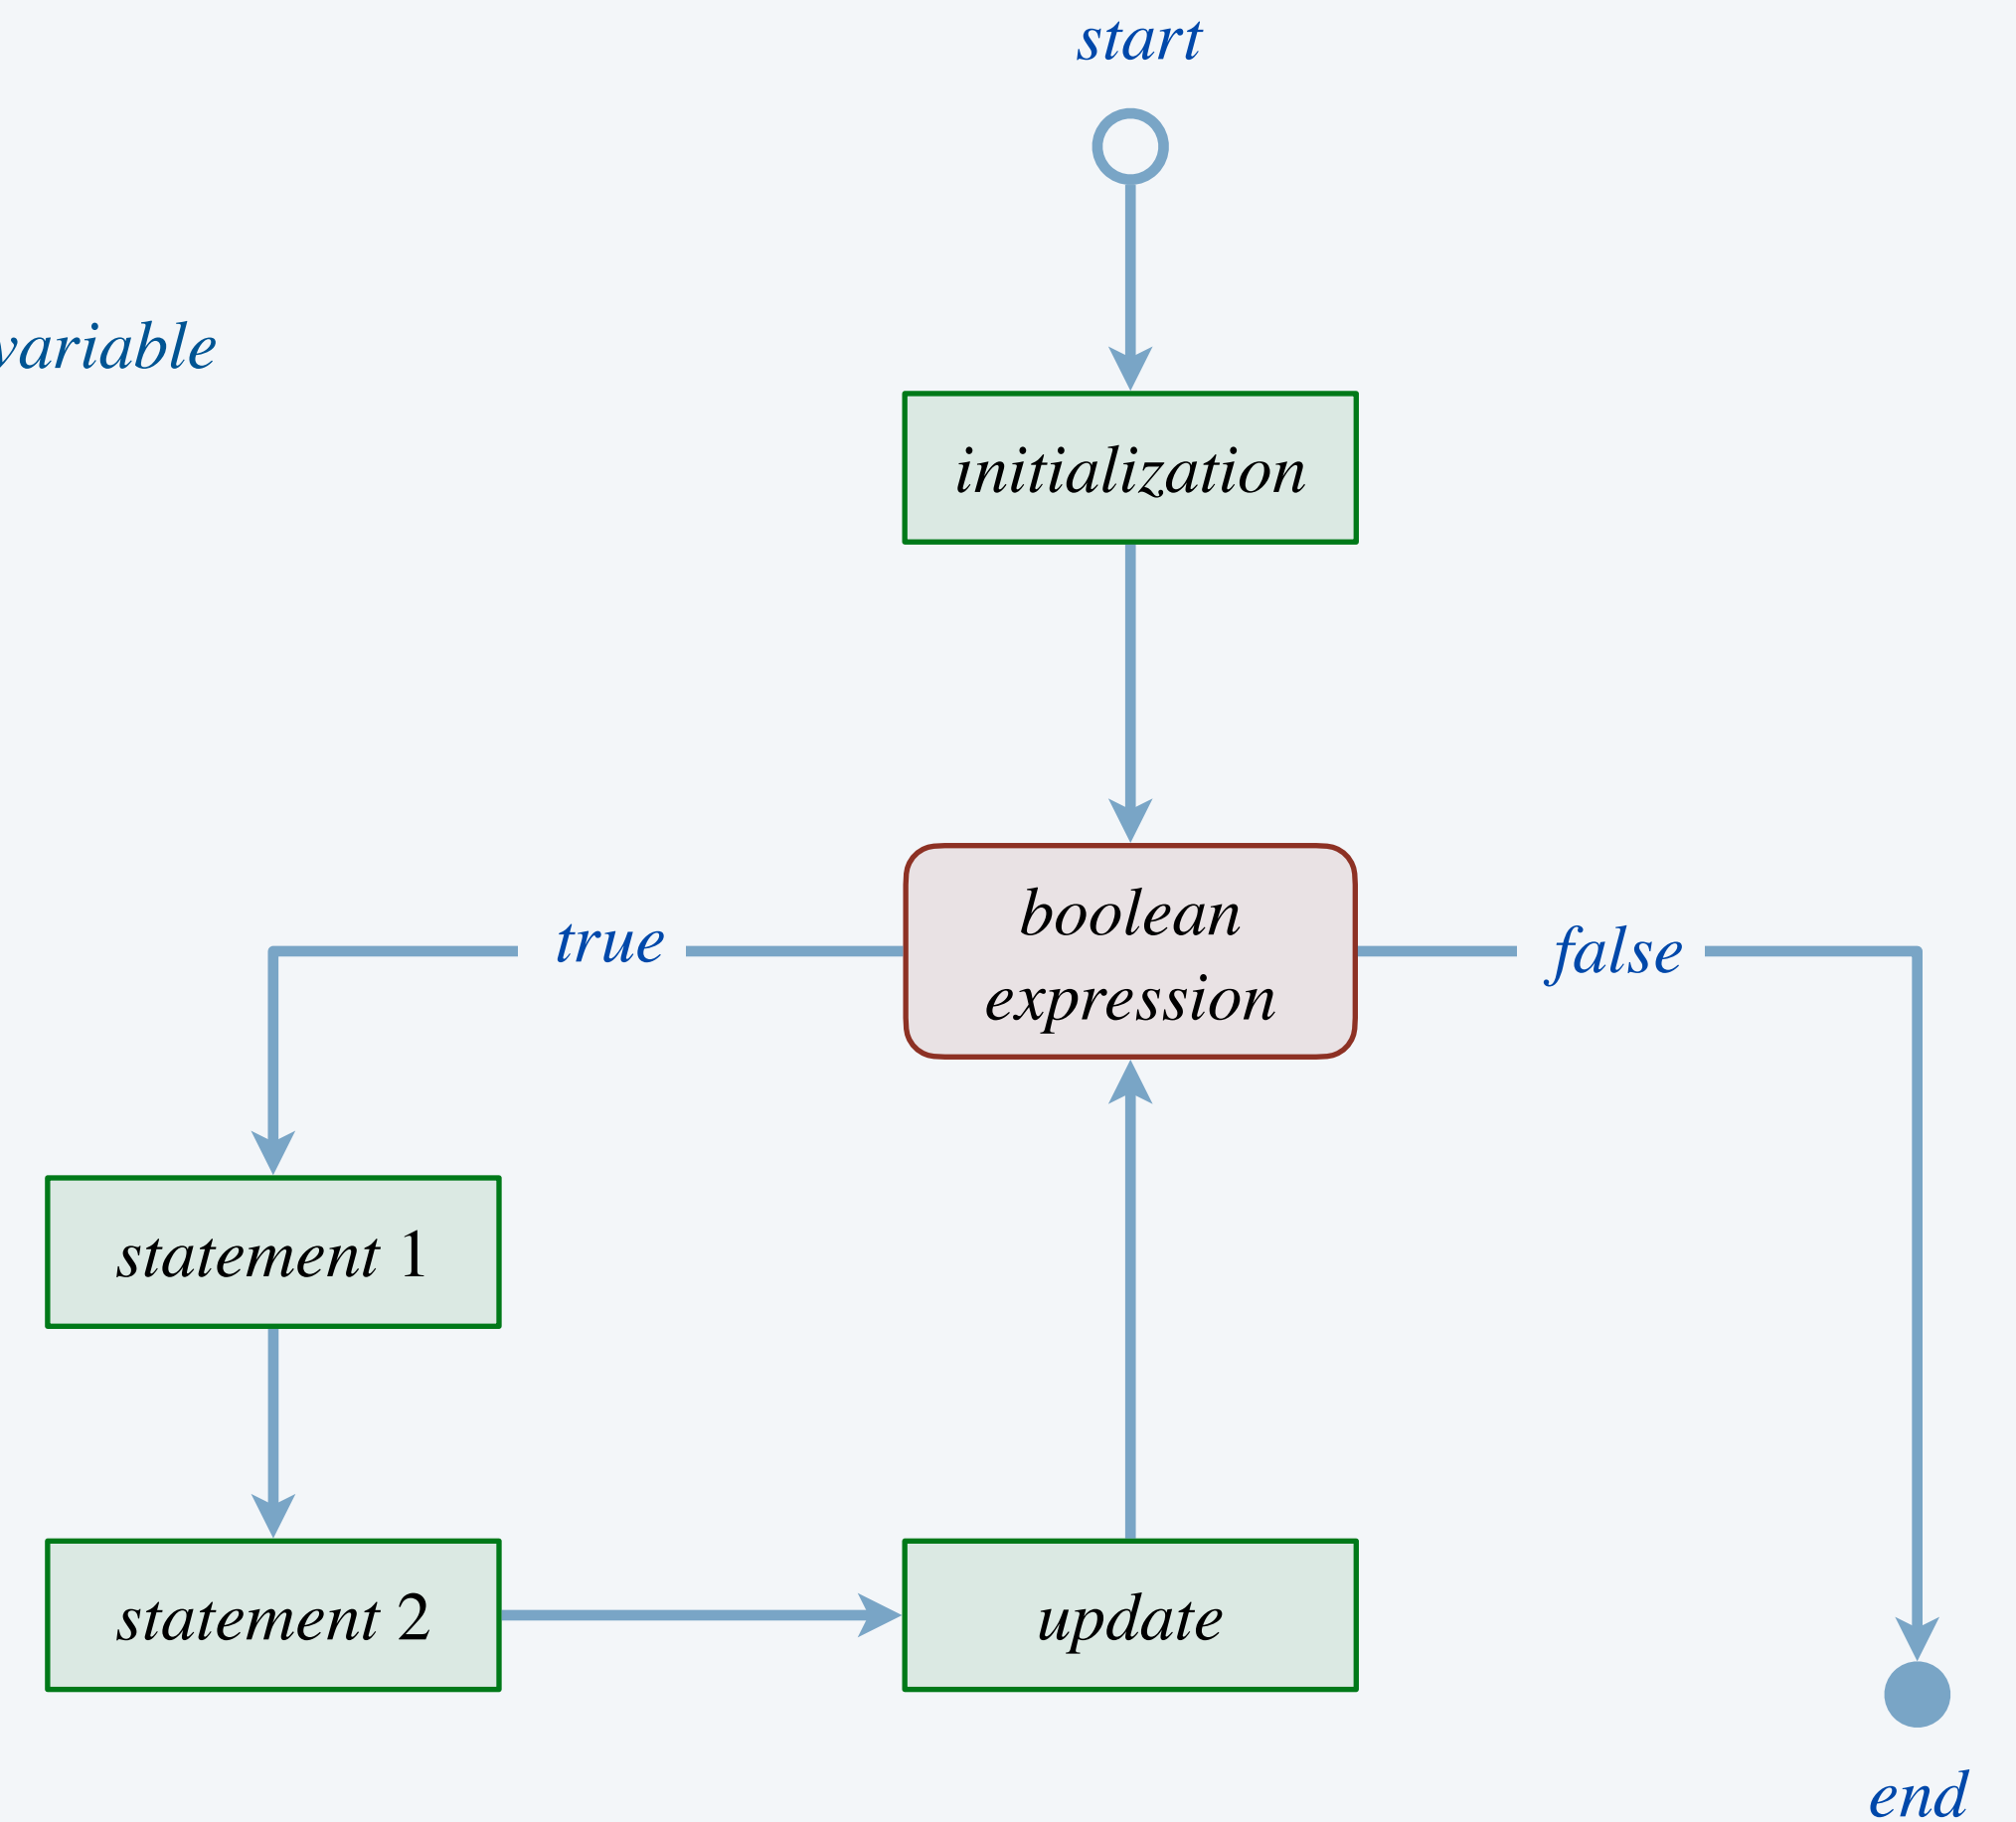 start
variable
initialization
boolean
expression
true
false
statement 1
statement 2
update
end